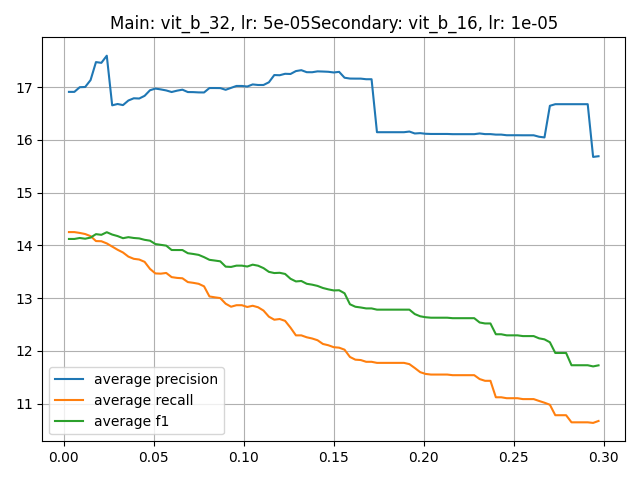 Main: vit_b_32, lr: 5e-05Secondary: vit_b_16, lr: 1e-05
17
16
15
14
13
12
11
average precision
average recall
average f1
0.00 0.05 0.10 0.15 0.20 0.25 0.30